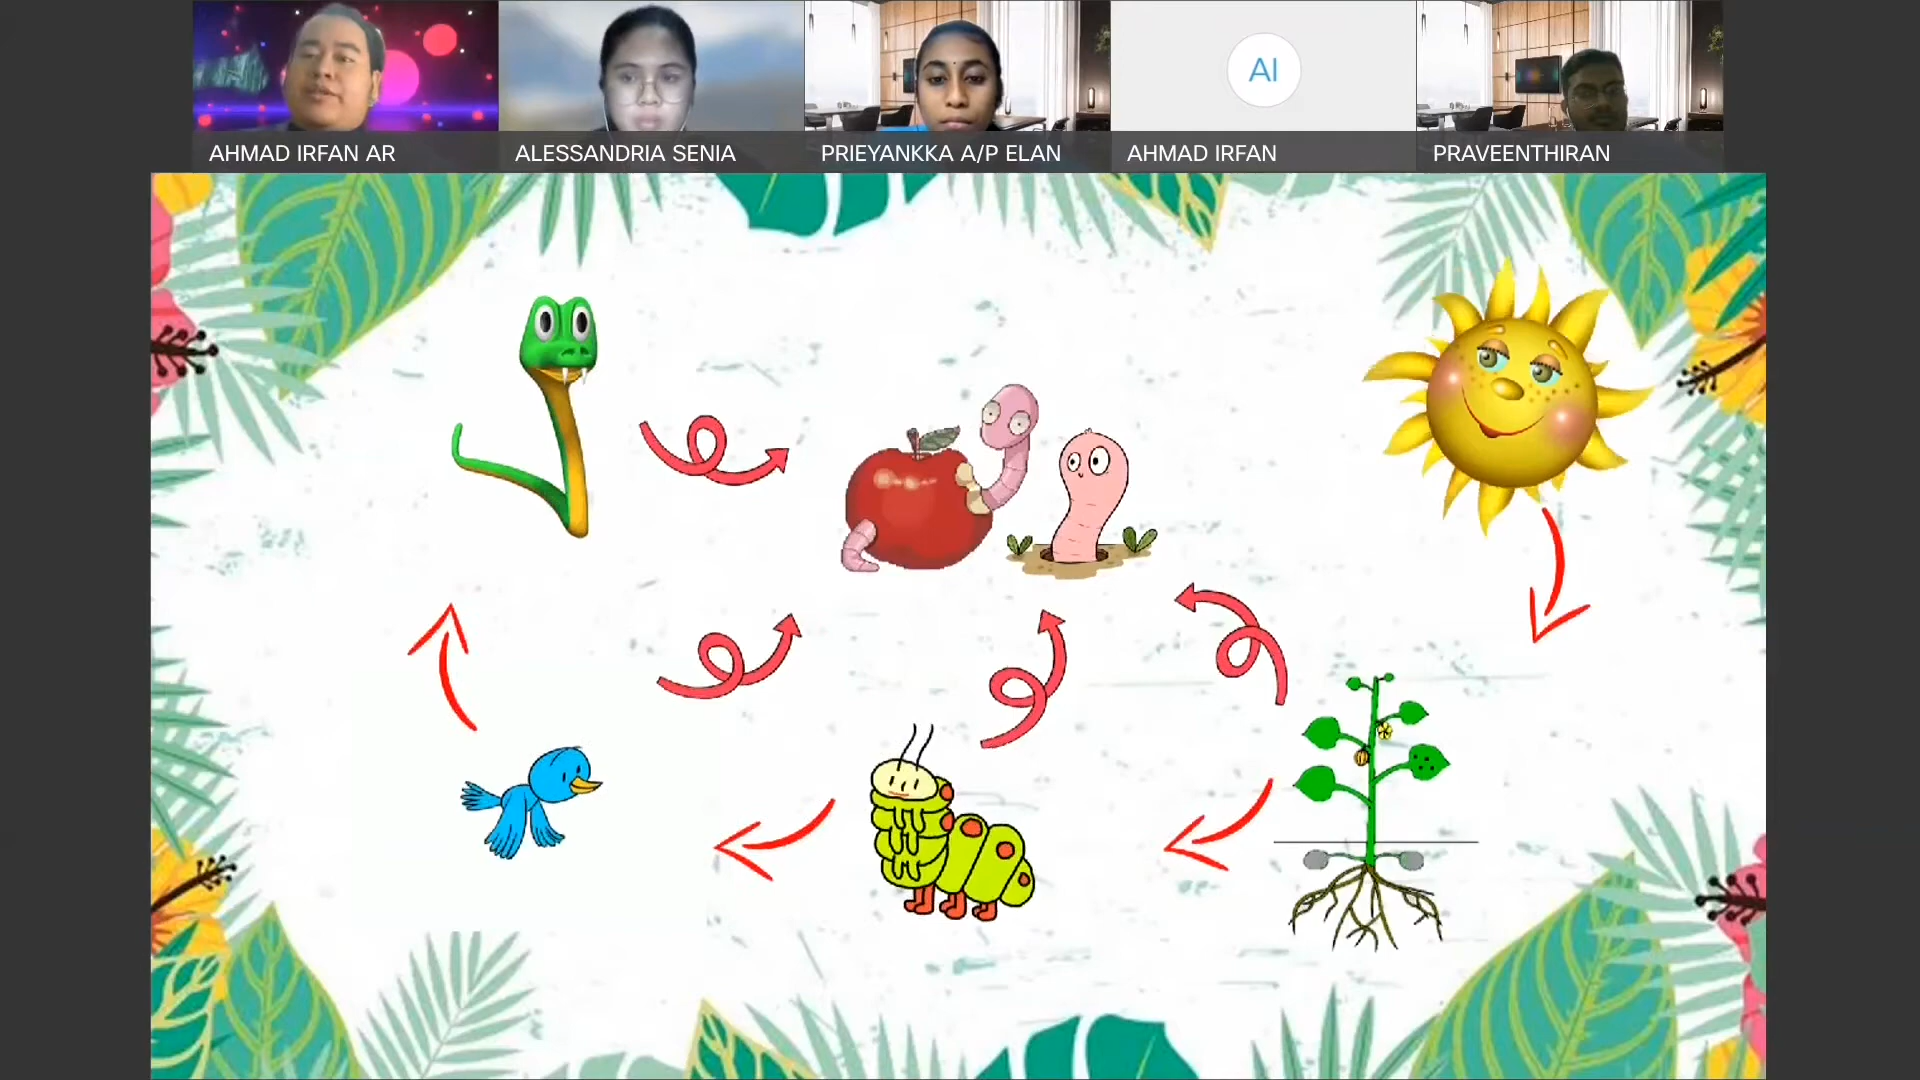 AHMAD IRFAN AR
ALESSANDRIA SENIA
PRIEYANKKA A/P ELAN
AI
AHMAD IRFAN
PRAVEENTHIRAN